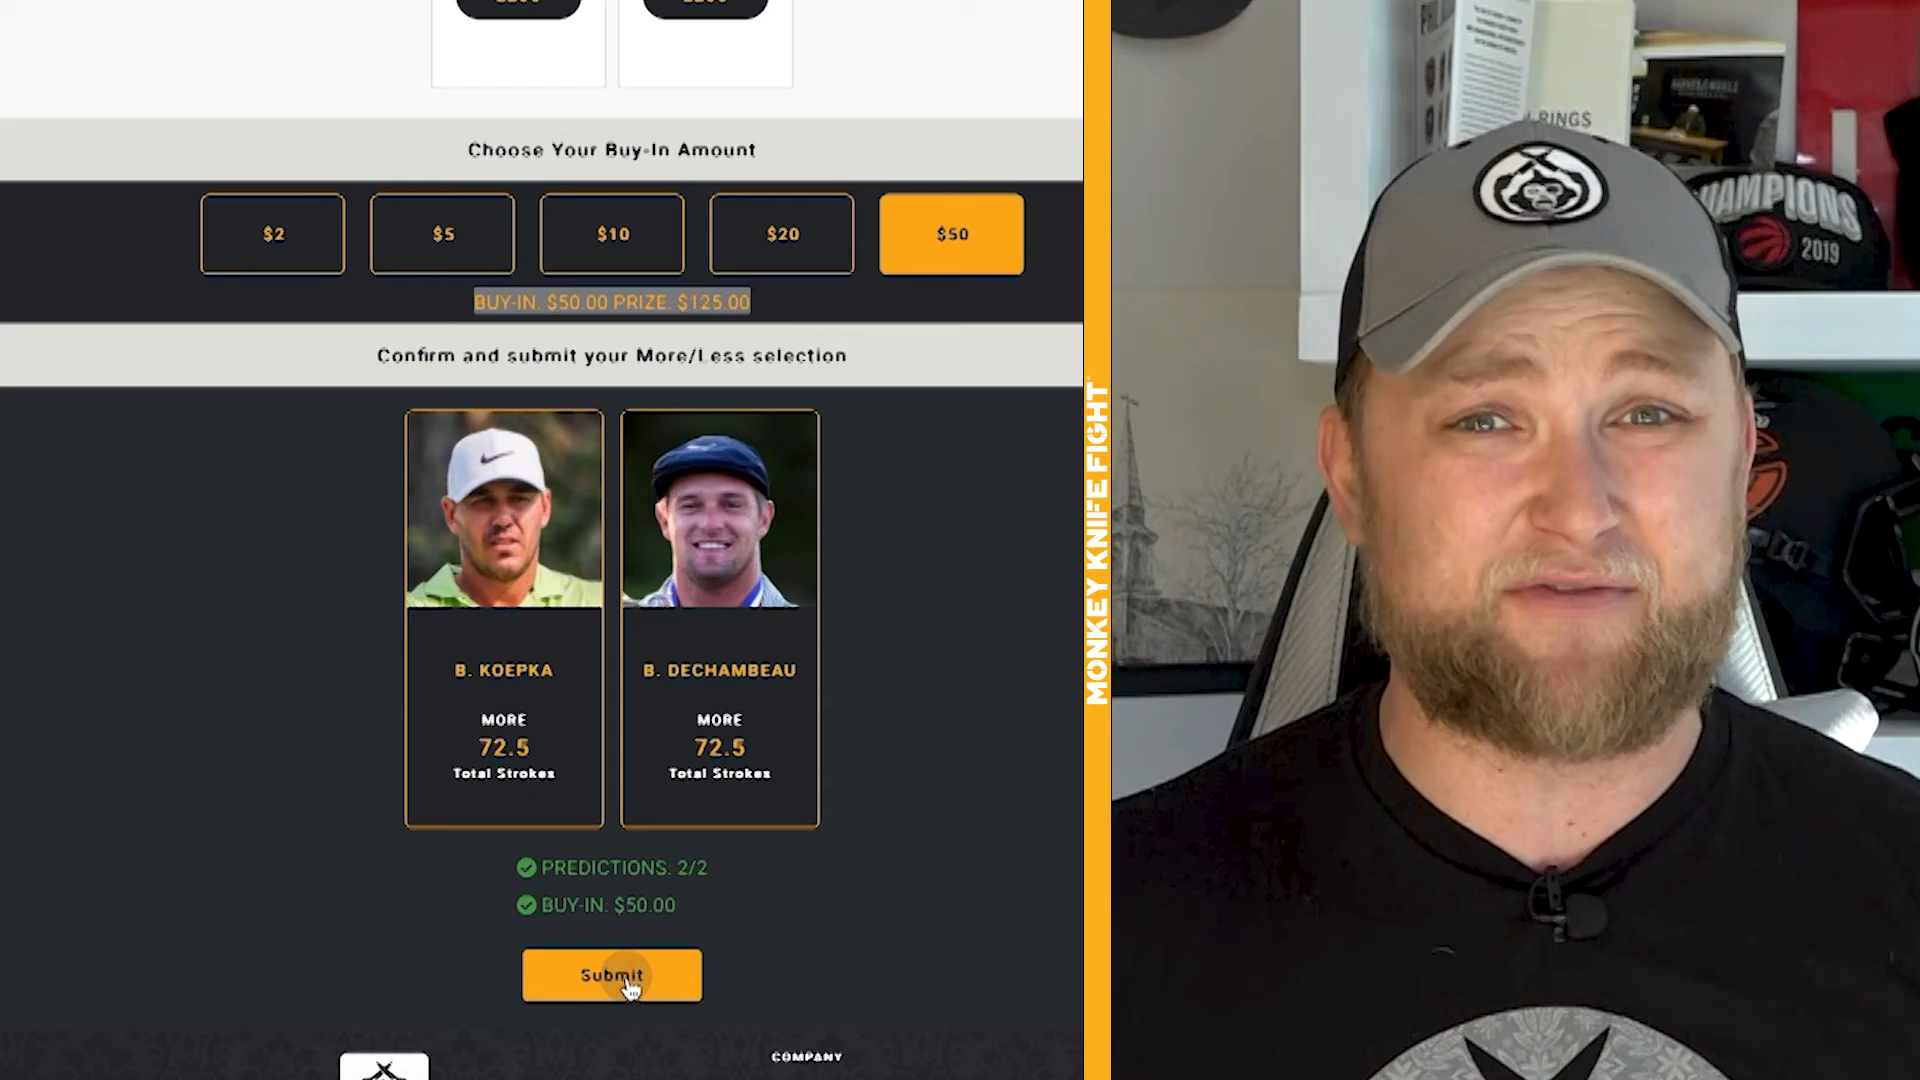 Choose Your Buy-In Amount
$2
$5
$10
$20
$50
BUY-IN: $50.00 PRIZE: $125.00
Confirm and submit your More/Less selection
B. KOEPKA
MORE
72.5
Total Strokes
B. DECHAMBEAU
MORE
72.5
Total Strokes
PREDICTIONS: 2/2
BUY-IN: $50.00
Submit
COMPANY
MONKEY KNIFE FIGHT
RINGS
CHAMPIONS
2019